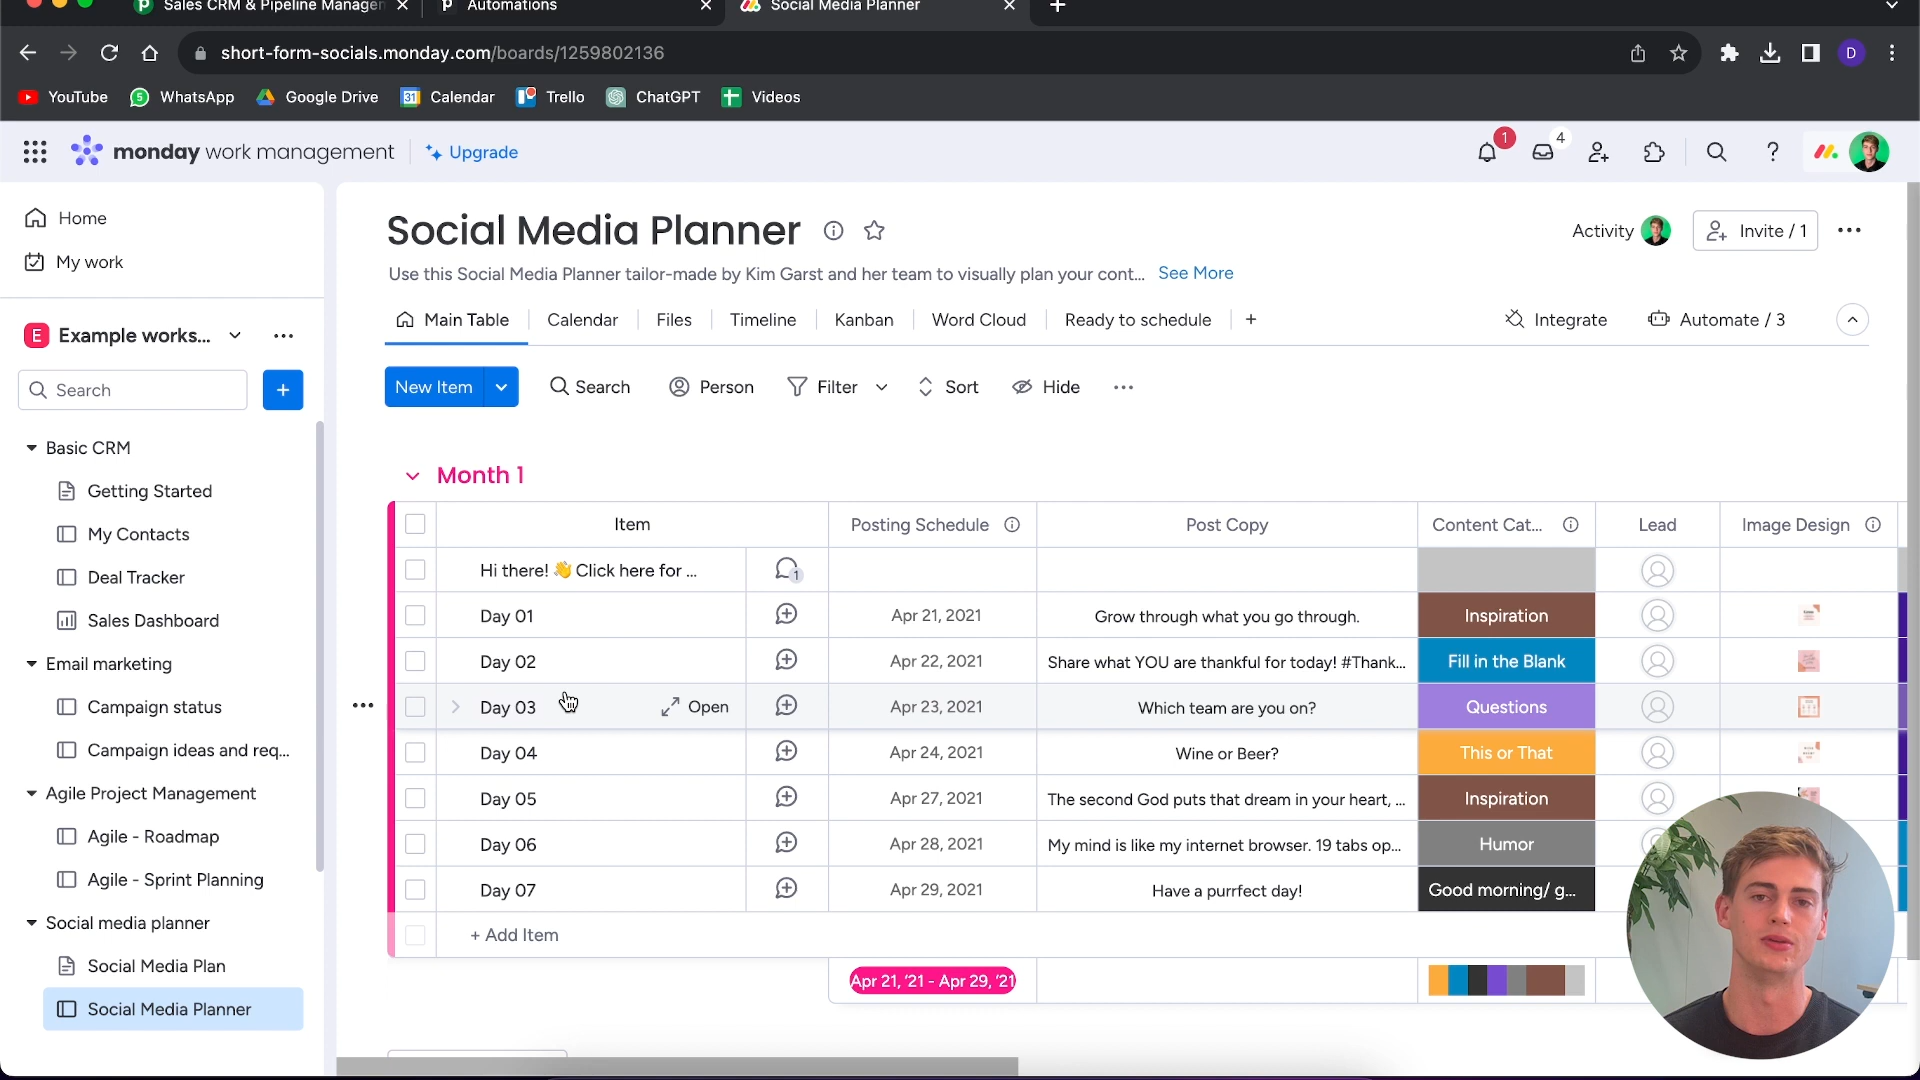 Sales CRM & Pipeline Manager
Automations
Social Media Planner
short-form-socials.monday.com/boards/1259802136
D
YouTube
WhatsApp
Google Drive
31 Calendar
Trello
ChatGPT
Videos
monday work management
Upgrade
1
4
Home
My work
E Example works...
Search
Basic CRM
Getting Started
My Contacts
Deal Tracker
Sales Dashboard
Email marketing
Campaign status
Campaign ideas and req...
Agile Project Management
Agile - Roadmap
Agile - Sprint Planning
Social media planner
Social Media Plan
Social Media Planner
Social Media Planner
Activity
Invite / 1
Use this Social Media Planner tailor-made by Kim Garst and her team to visually plan your cont... See More
Main Table
Calendar
Files
Timeline
Kanban
Word Cloud
Ready to schedule
Integrate
Automate / 3
New Item
Search
Person
Filter
Sort
Hide
Month 1
Item Posting Schedule Post Copy Content Cat... Lead Image Design
Hi there! 👋 Click here for ... 1
Day 01 Apr 21, 2021 Grow through what you go through. Inspiration
Day 02 Apr 22, 2021 Share what YOU are thankful for today! #Thank... Fill in the Blank
Day 03 Open Apr 23, 2021 Which team are you on? Questions
Day 04 Apr 24, 2021 Wine or Beer? This or That
Day 05 Apr 27, 2021 The second God puts that dream in your heart, ... Inspiration
Day 06 Apr 28, 2021 My mind is like my internet browser. 19 tabs op... Humor
Day 07 Apr 29, 2021 Have a purrfect day! Good morning/ g...
+ Add Item
Apr 21, '21 - Apr 29, '21